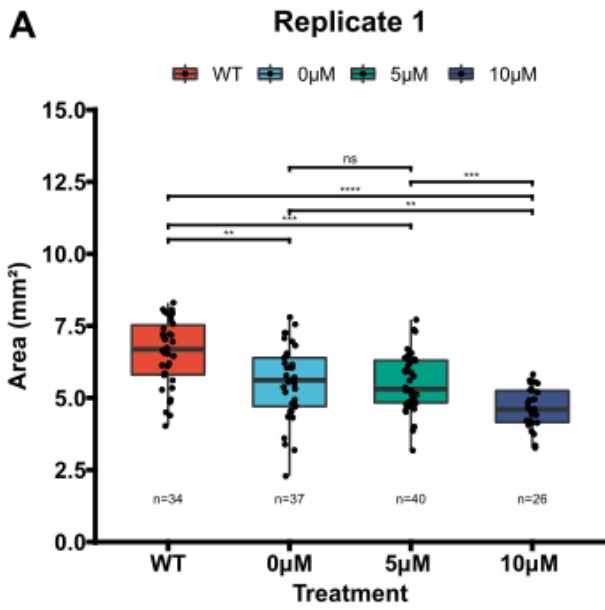 A
Replicate 1
WT 0µM 5µM 10µM
15.0
12.5
10.0
7.5
5.0
2.5
0.0
Area (mm²)
ns
***
****
**
***
**
n=34 n=37 n=40 n=26
WT 0µM 5µM 10µM
Treatment